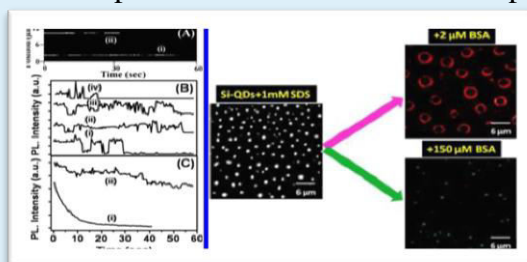 (A)
(ii)
(i)
0 30 60
Time (sec)
(B)
(iv)
iii
(ii)
(i)
PL. Intensity (a.u.)
(C)
(ii)
(i)
PL. Intensity (a.u.)
0 10 20 30 40 50 60
Si-QDs+1mM SDS
6 µm
+2 µM BSA
6 µm
+150 µM BSA
6 µm